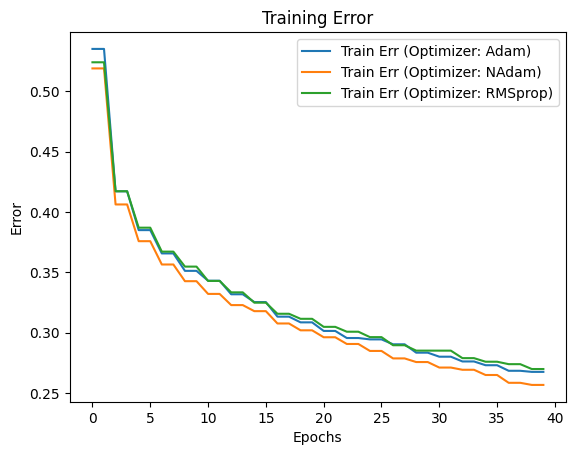 Training Error
Train Err (Optimizer: Adam)
Train Err (Optimizer: NAdam)
Train Err (Optimizer: RMSprop)
Error
0.50
0.45
0.40
0.35
0.30
0.25
0 5 10 15 20 25 30 35 40
Epochs